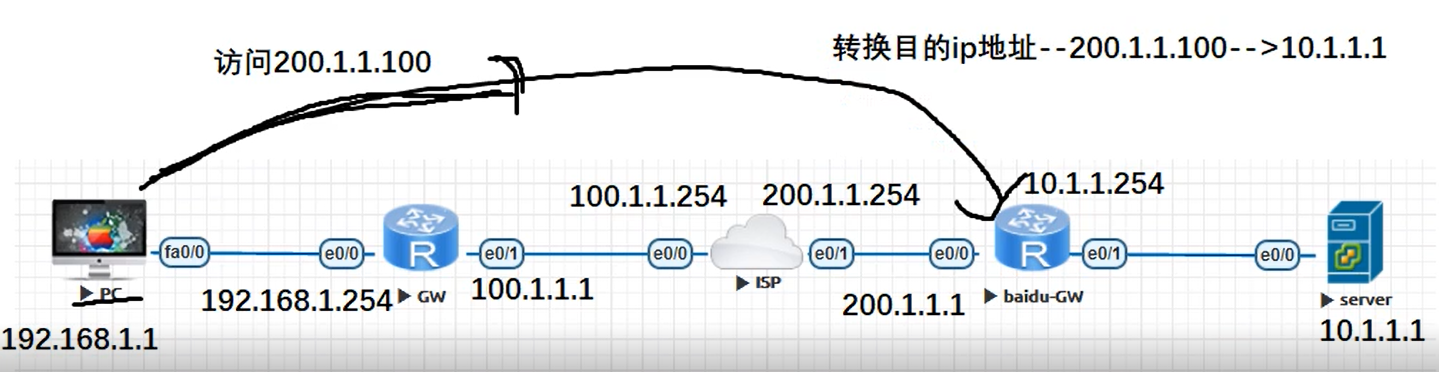 访问200.1.1.100
转换目的ip地址--200.1.1.100-->10.1.1.1
100.1.1.254
200.1.1.254
10.1.1.254
fa0/0
e0/0
R
e0/1
e0/0
e0/1
e0/0
R
e0/1
e0/0
PC
192.168.1.254
GW
100.1.1.1
ISP
200.1.1.1
baidu-GW
server
192.168.1.1
10.1.1.1